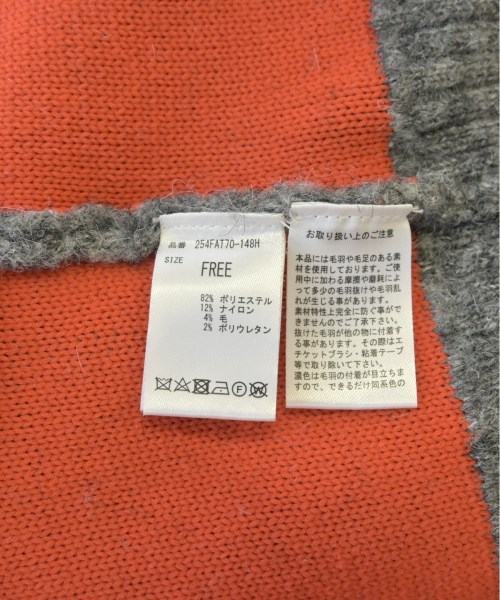 品番 254FAT70-148H
SIZE
FREE
82% ポリエステル
12% ナイロン
4% 毛
2% ポリウレタン
お取り扱い上のご注意
本品には毛羽や毛足のある素
材を使用しております。ご使
用中に加わる摩擦や磨耗によ
って多少の毛羽抜けや毛羽乱
れが生じる事があります。
素材特性上完全に防ぐ事がで
きませんのでご了承下さい。
抜けた毛羽が他の物に付着す
る事があります。その際はエ
チケットブラシ・粘着テープ
等で取り除いて下さい。
濃色は毛羽の付着が目立ちま
すので、できるだけ同系色の